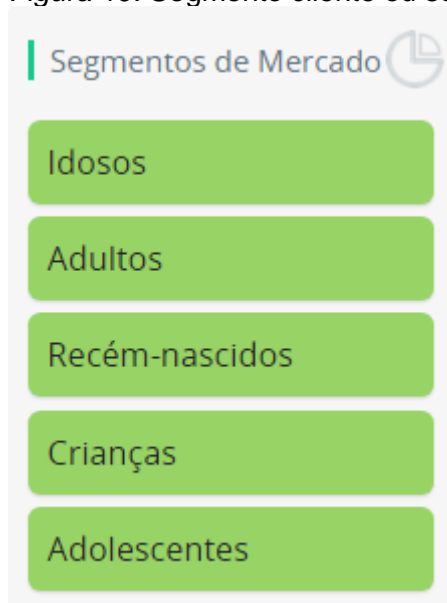 Segmentos de Mercado
Idosos
Adultos
Recém-nascidos
Crianças
Adolescentes